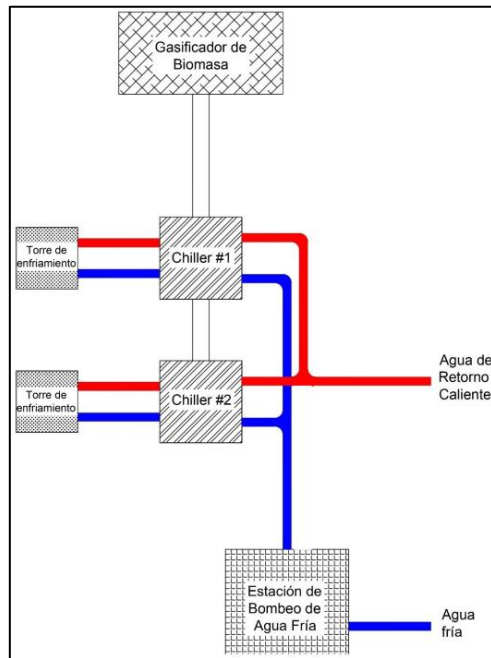 Gasificador de
Biomasa
Torre de
enfriamiento
Chiller #1
Torre de
enfriamiento
Chiller #2
Agua de
Retorno
Caliente
Estación de
Bombeo de
Agua Fría
Agua
fría